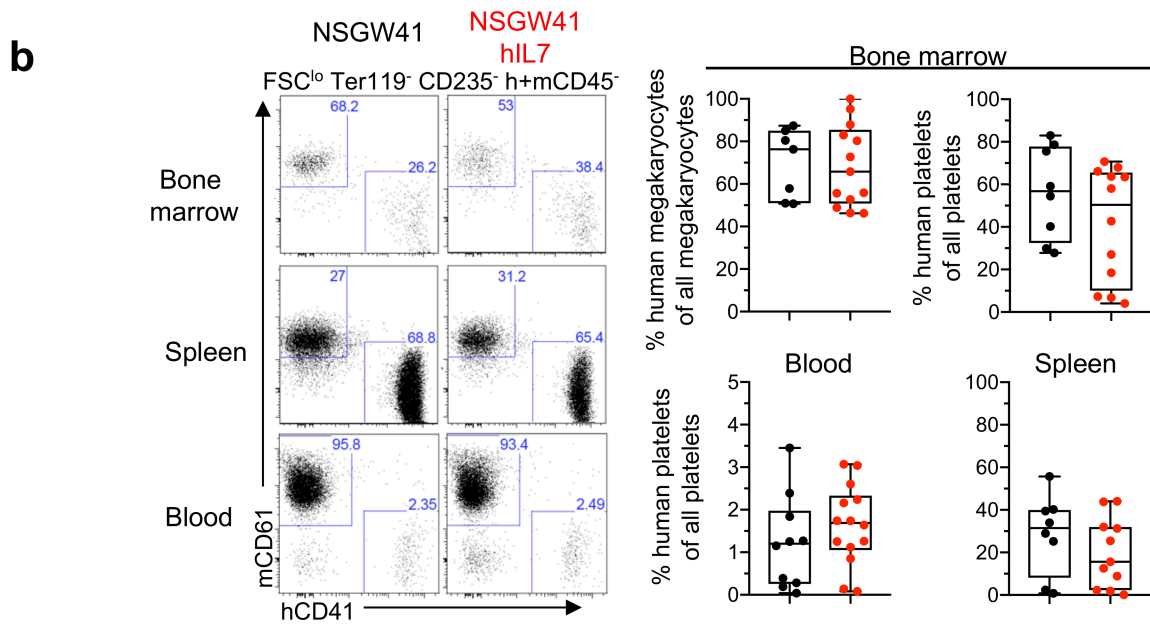 b
NSGW41
NSGW41
hIL7
FSClo Ter119- CD235- h+mCD45-
Bone
marrow
68.2
26.2
53
38.4
Spleen
27
68.8
31.2
65.4
Blood
95.8
2.35
93.4
2.49
mCD61
hCD41
Bone marrow
% human megakaryocytes
of all megakaryocytes
100
80
60
40
20
0
% human platelets
of all platelets
100
80
60
40
20
0
Blood
% human platelets
of all platelets
5
4
3
2
1
0
Spleen
100
80
60
40
20
0